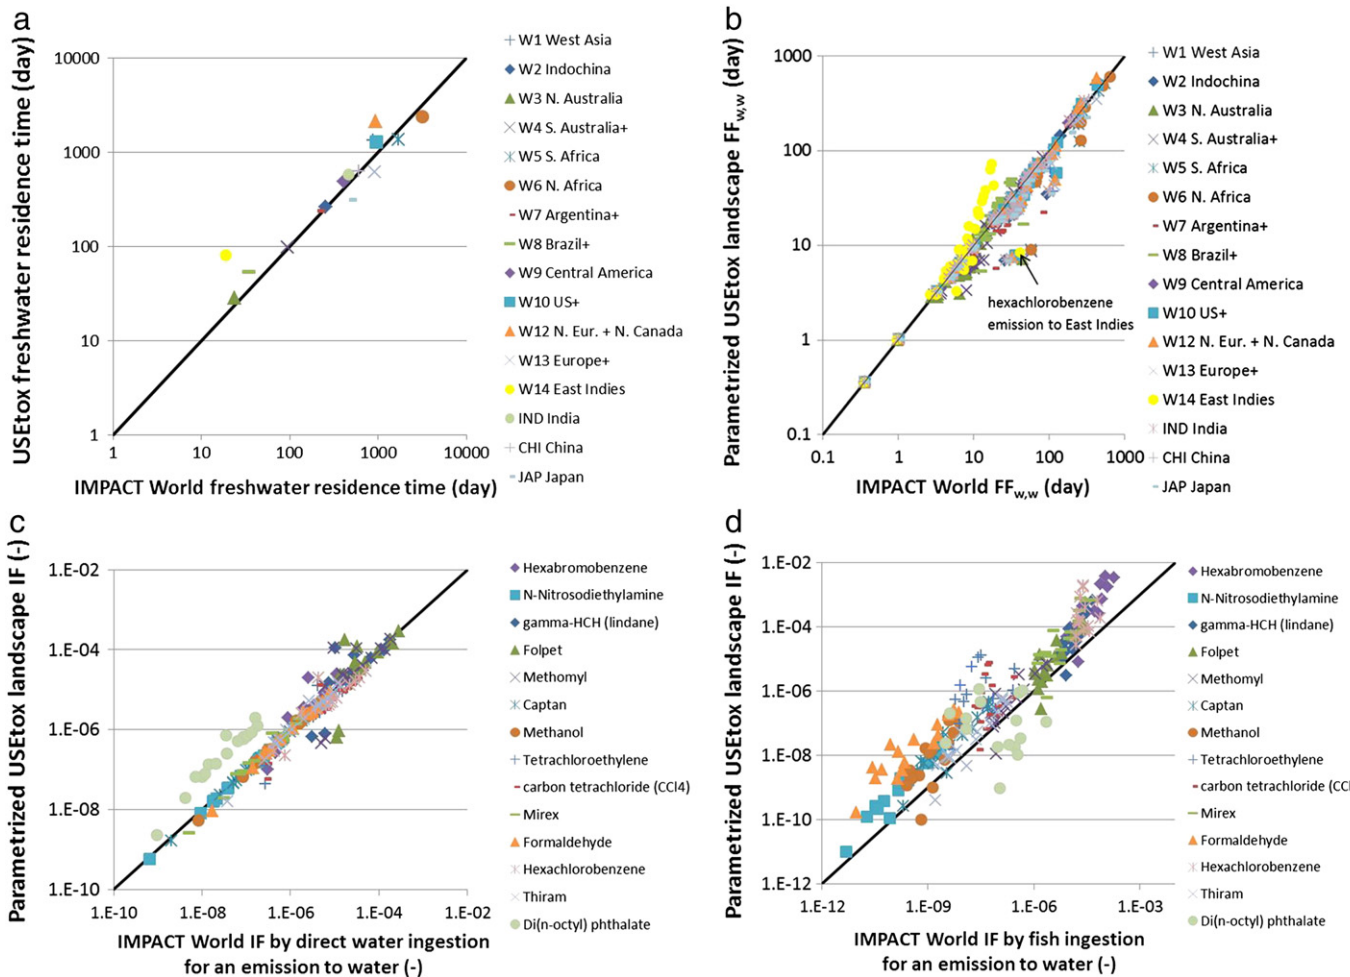 a
USEtox freshwater residence time (day)
10000
1000
100
10
1
1 10 100 1000 10000
IMPACT World freshwater residence time (day)
W1 West Asia
W2 Indochina
W3 N. Australia
W4 S. Australia+
W5 S. Africa
W6 N. Africa
W7 Argentina+
W8 Brazil+
W9 Central America
W10 US+
W12 N. Eur. + N. Canada
W13 Europe+
W14 East Indies
IND India
CHI China
JAP Japan
b
Parametrized USEtox landscape FFw,w (day)
1000
100
10
1
0.1
0.1 1 10 100 1000
IMPACT World FFw,w (day)
hexachlorobenzene
emission to East Indies
W1 West Asia
W2 Indochina
W3 N. Australia
W4 S. Australia+
W5 S. Africa
W6 N. Africa
W7 Argentina+
W8 Brazil+
W9 Central America
W10 US+
W12 N. Eur. + N. Canada
W13 Europe+
W14 East Indies
IND India
CHI China
JAP Japan
c
Parametrized USEtox landscape IF (-)
1.E-02
1.E-04
1.E-06
1.E-08
1.E-10
1.E-10 1.E-08 1.E-06 1.E-04 1.E-02
IMPACT World IF by direct water ingestion
for an emission to water (-)
Hexabromobenzene
N-Nitrosodiethylamine
gamma-HCH (lindane)
Folpet
Methomyl
Captan
Methanol
Tetrachloroethylene
carbon tetrachloride (CCl4)
Mirex
Formaldehyde
Hexachlorobenzene
Thiram
Di(n-octyl) phthalate
d
Parametrized USEtox landscape IF (-)
1.E-02
1.E-04
1.E-06
1.E-08
1.E-10
1.E-12
1.E-12 1.E-09 1.E-06 1.E-03
IMPACT World IF by fish ingestion
for an emission to water (-)
Hexabromobenzene
N-Nitrosodiethylamine
gamma-HCH (lindane)
Folpet
Methomyl
Captan
Methanol
Tetrachloroethylene
carbon tetrachloride (CC
Mirex
Formaldehyde
Hexachlorobenzene
Thiram
Di(n-octyl) phthalate